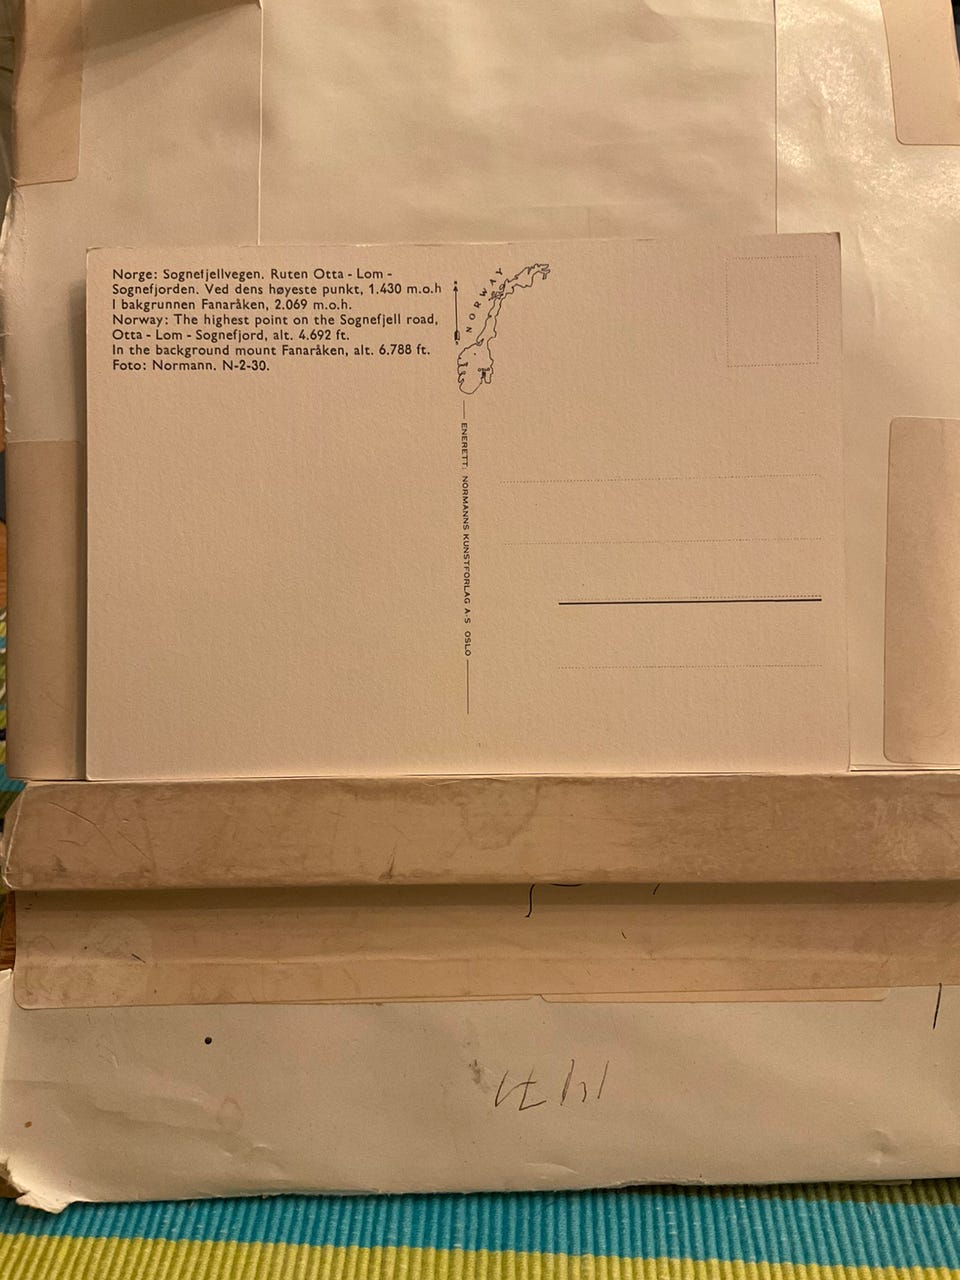 Norge: Sognefjellvegen. Ruten Otta - Lom -
Sognefjorden. Ved dens høyeste punkt, 1.430 m.o.h
I bakgrunnen Fanaråken, 2.069 m.o.h.
Norway: The highest point on the Sognefjell road,
Otta - Lom - Sognefjord, alt. 4.692 ft.
In the background mount Fanaråken, alt. 6.788 ft.
Foto: Normann. N-2-30.
NORWAY
OSLO
ENERETT: NORMANNS KUNSTFORLAG A·S OSLO